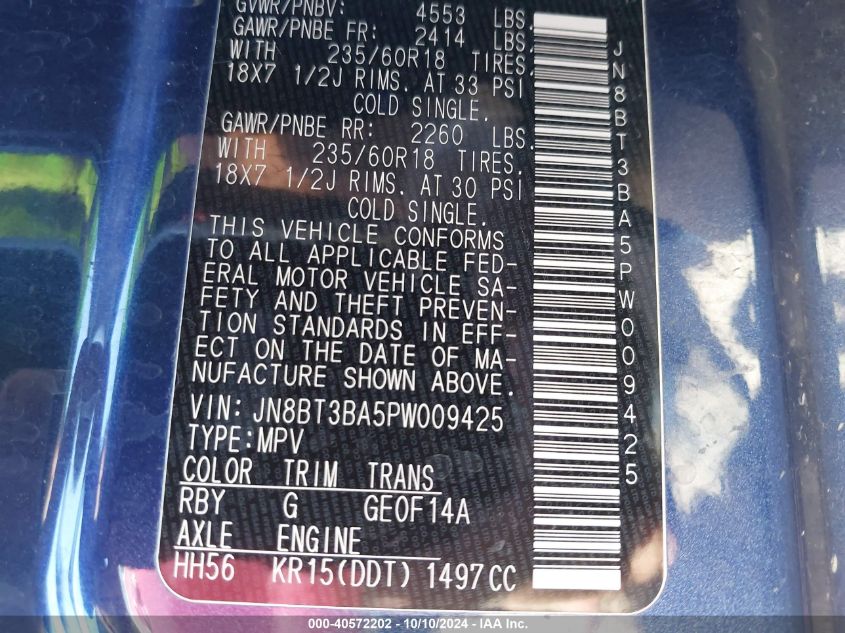 GVWR/PNBV: 4553 LBS
GAWR/PNBE FR: 2414 LBS
WITH 235/60R18 TIRES,
18X7 1/2J RIMS. AT 33 PSI
COLD SINGLE.
GAWR/PNBE RR: 2260 LBS.
WITH 235/60R18 TIRES.
18X7 1/2J RIMS. AT 30 PSI
COLD SINGLE.
THIS VEHICLE CONFORMS
TO ALL APPLICABLE FED-
ERAL MOTOR VEHICLE SA-
FETY AND THEFT PREVEN-
TION STANDARDS IN EFF-
ECT ON THE DATE OF MA-
NUFACTURE SHOWN ABOVE.
VIN: JN8BT3BA5PW009425
TYPE:MPV
COLOR TRIM TRANS
RBY G GE0F14A
AXLE ENGINE
HH56 KR15(DDT) 1497CC
JN8BT3BA5PW009425
000-40572202 - 10/10/2024 - IAA Inc.